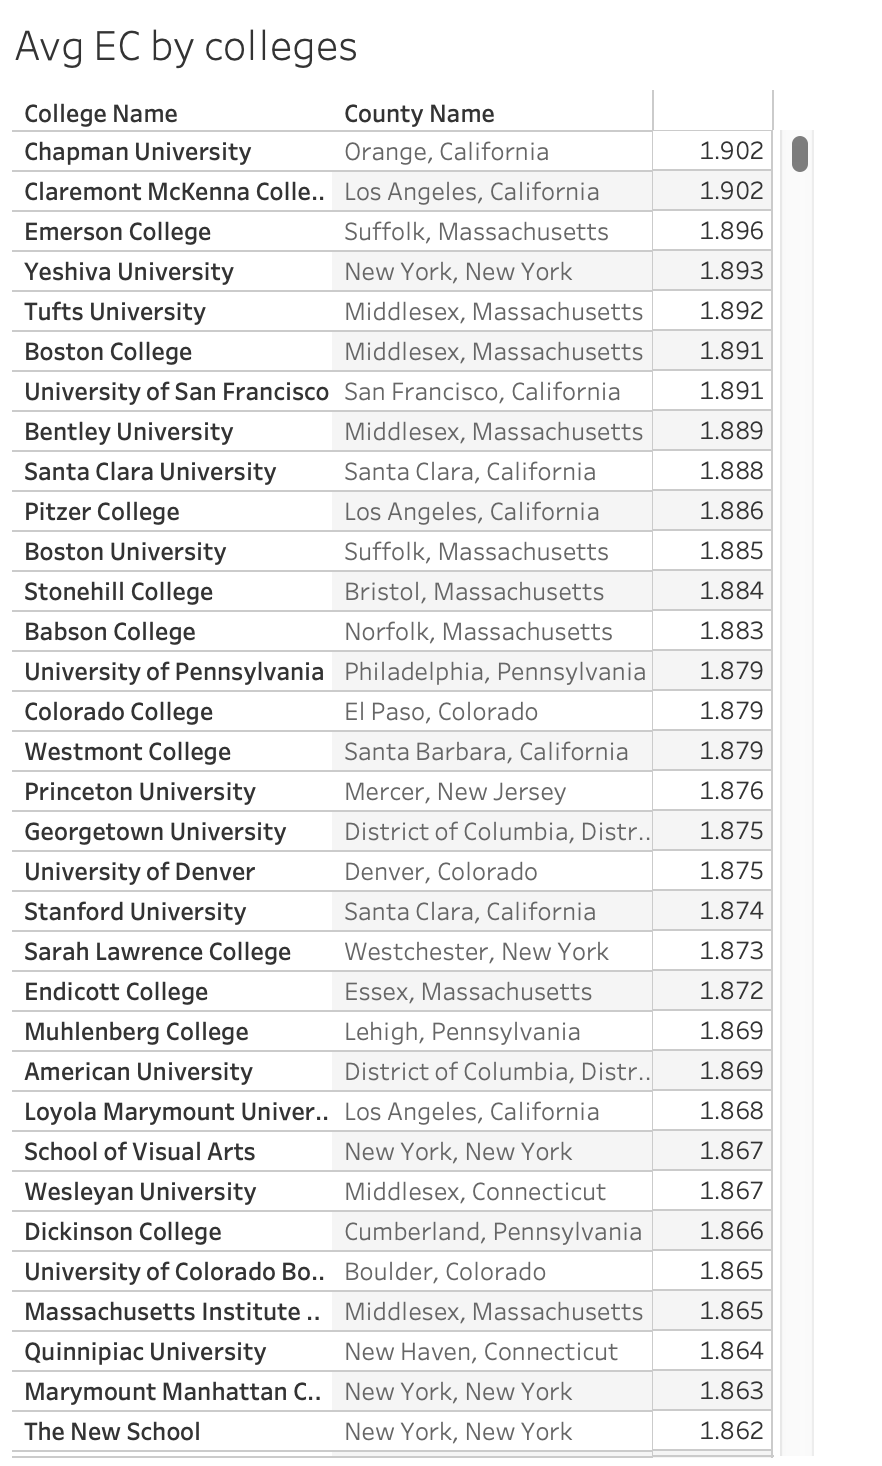 Avg EC by colleges
College Name County Name
Chapman University Orange, California 1.902
Claremont McKenna Colle.. Los Angeles, California 1.902
Emerson College Suffolk, Massachusetts 1.896
Yeshiva University New York, New York 1.893
Tufts University Middlesex, Massachusetts 1.892
Boston College Middlesex, Massachusetts 1.891
University of San Francisco San Francisco, California 1.891
Bentley University Middlesex, Massachusetts 1.889
Santa Clara University Santa Clara, California 1.888
Pitzer College Los Angeles, California 1.886
Boston University Suffolk, Massachusetts 1.885
Stonehill College Bristol, Massachusetts 1.884
Babson College Norfolk, Massachusetts 1.883
University of Pennsylvania Philadelphia, Pennsylvania 1.879
Colorado College El Paso, Colorado 1.879
Westmont College Santa Barbara, California 1.879
Princeton University Mercer, New Jersey 1.876
Georgetown University District of Columbia, Distr.. 1.875
University of Denver Denver, Colorado 1.875
Stanford University Santa Clara, California 1.874
Sarah Lawrence College Westchester, New York 1.873
Endicott College Essex, Massachusetts 1.872
Muhlenberg College Lehigh, Pennsylvania 1.869
American University District of Columbia, Distr.. 1.869
Loyola Marymount Univer.. Los Angeles, California 1.868
School of Visual Arts New York, New York 1.867
Wesleyan University Middlesex, Connecticut 1.867
Dickinson College Cumberland, Pennsylvania 1.866
University of Colorado Bo.. Boulder, Colorado 1.865
Massachusetts Institute .. Middlesex, Massachusetts 1.865
Quinnipiac University New Haven, Connecticut 1.864
Marymount Manhattan C.. New York, New York 1.863
The New School New York, New York 1.862